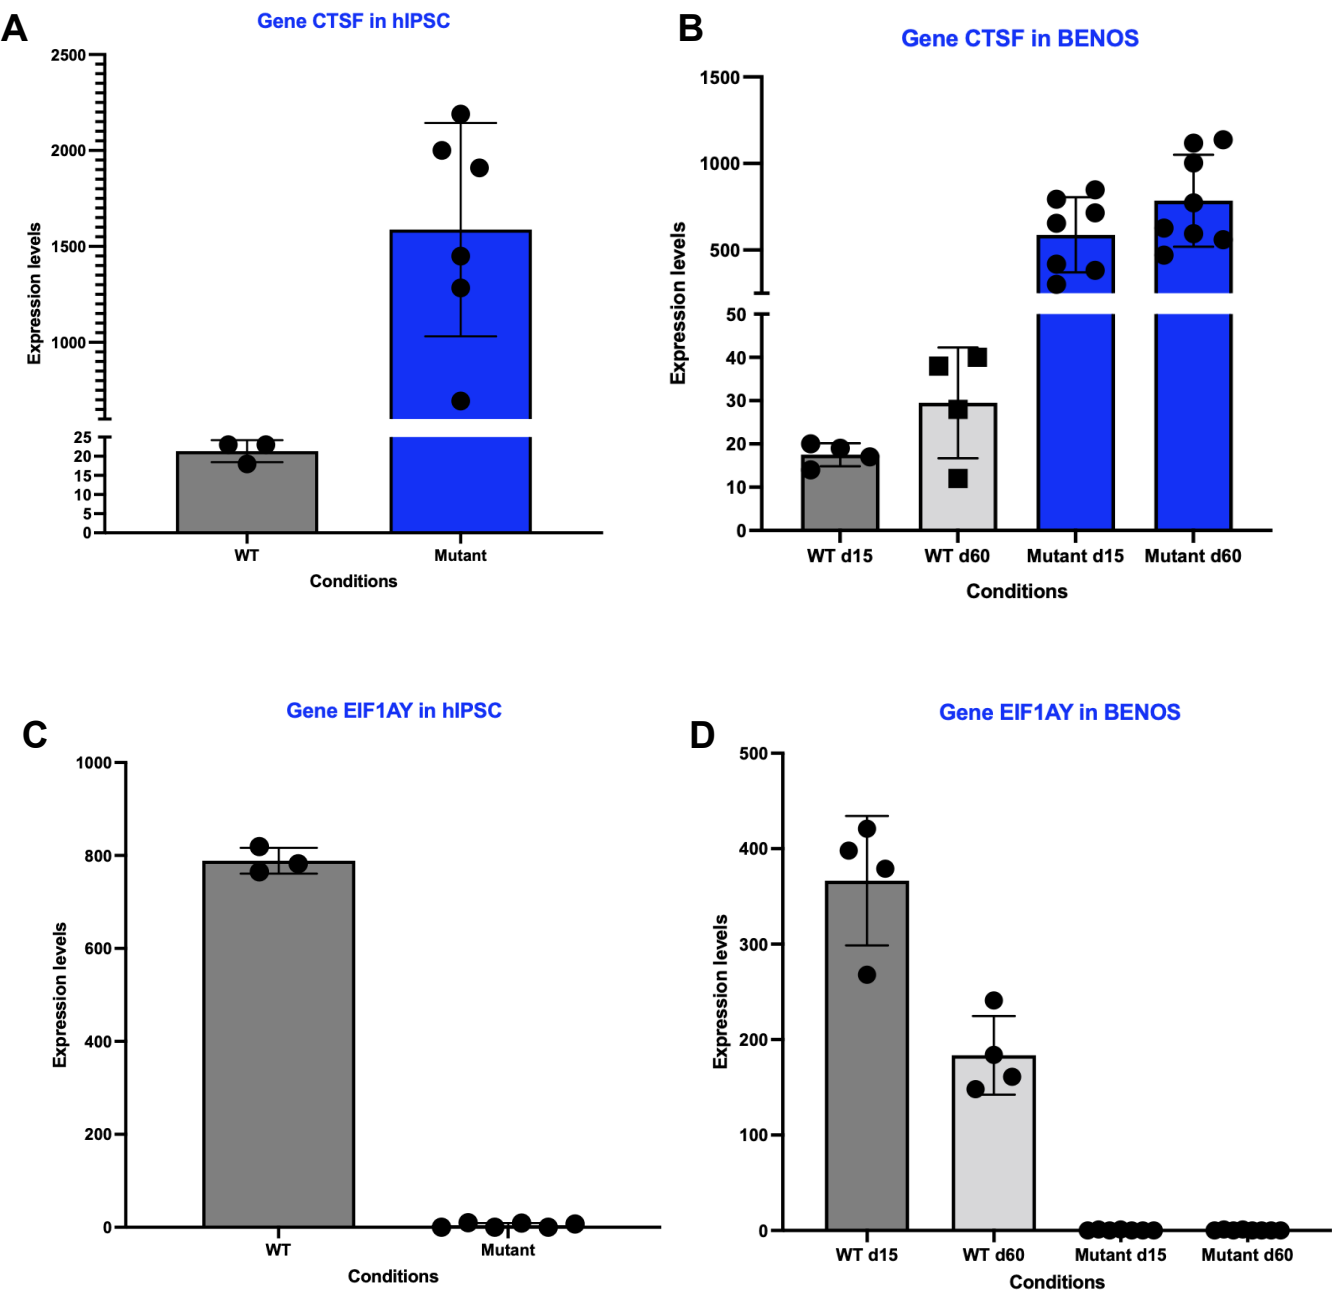 A
Gene CTSF in hIPSC
2500
2000
1500
1000
25
20
15
10
5
0
Expression levels
WT
Mutant
Conditions
B
Gene CTSF in BENOS
1500
1000
500
50
40
30
20
10
0
Expression levels
WT d15
WT d60
Mutant d15
Mutant d60
Conditions
C
Gene EIF1AY in hIPSC
1000
800
600
400
200
0
Expression levels
WT
Mutant
Conditions
D
Gene EIF1AY in BENOS
500
400
300
200
100
0
Expression levels
WT d15
WT d60
Mutant d15
Mutant d60
Conditions